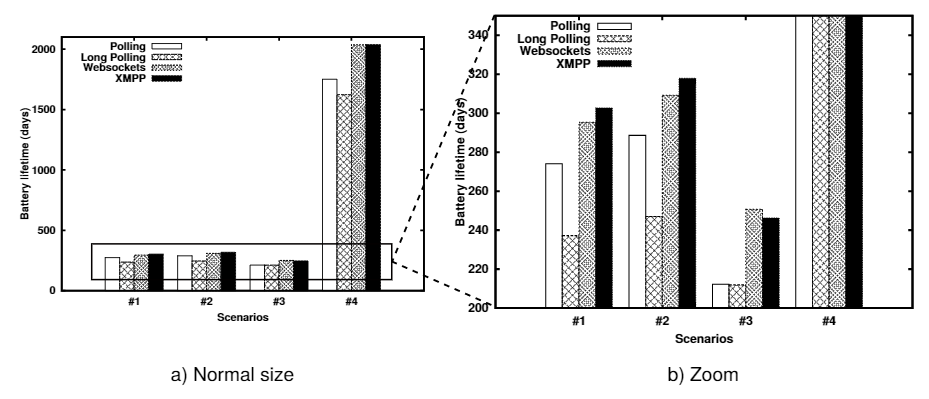 Battery lifetime (days)
2000
1500
1000
500
0
Polling
Long Polling
Websockets
XMPP
#1 #2 #3 #4
Scenarios
a) Normal size
Battery lifetime (days)
340
320
300
280
260
240
220
200
Polling
Long Polling
Websockets
XMPP
#1 #2 #3 #4
Scenarios
b) Zoom